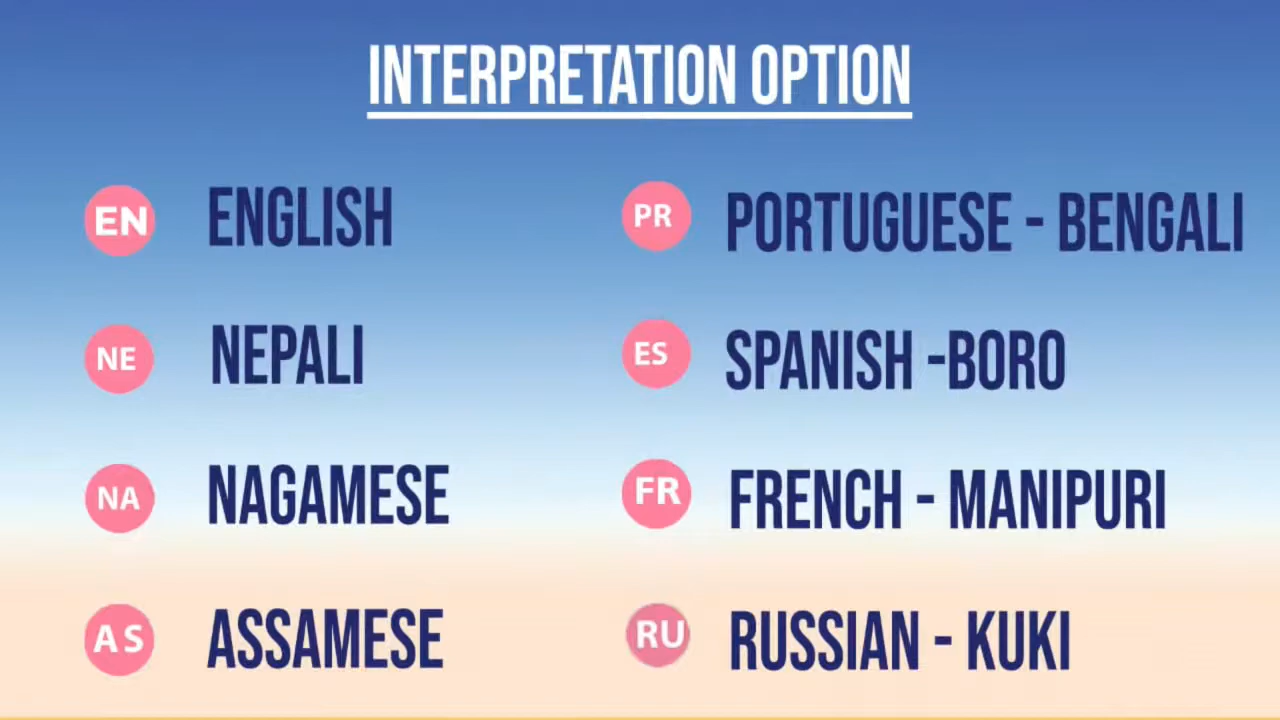 INTERPRETATION OPTION
EN ENGLISH
NE NEPALI
NA NAGAMESE
AS ASSAMESE
PR PORTUGUESE - BENGALI
ES SPANISH -BORO
FR FRENCH - MANIPURI
RU RUSSIAN - KUKI